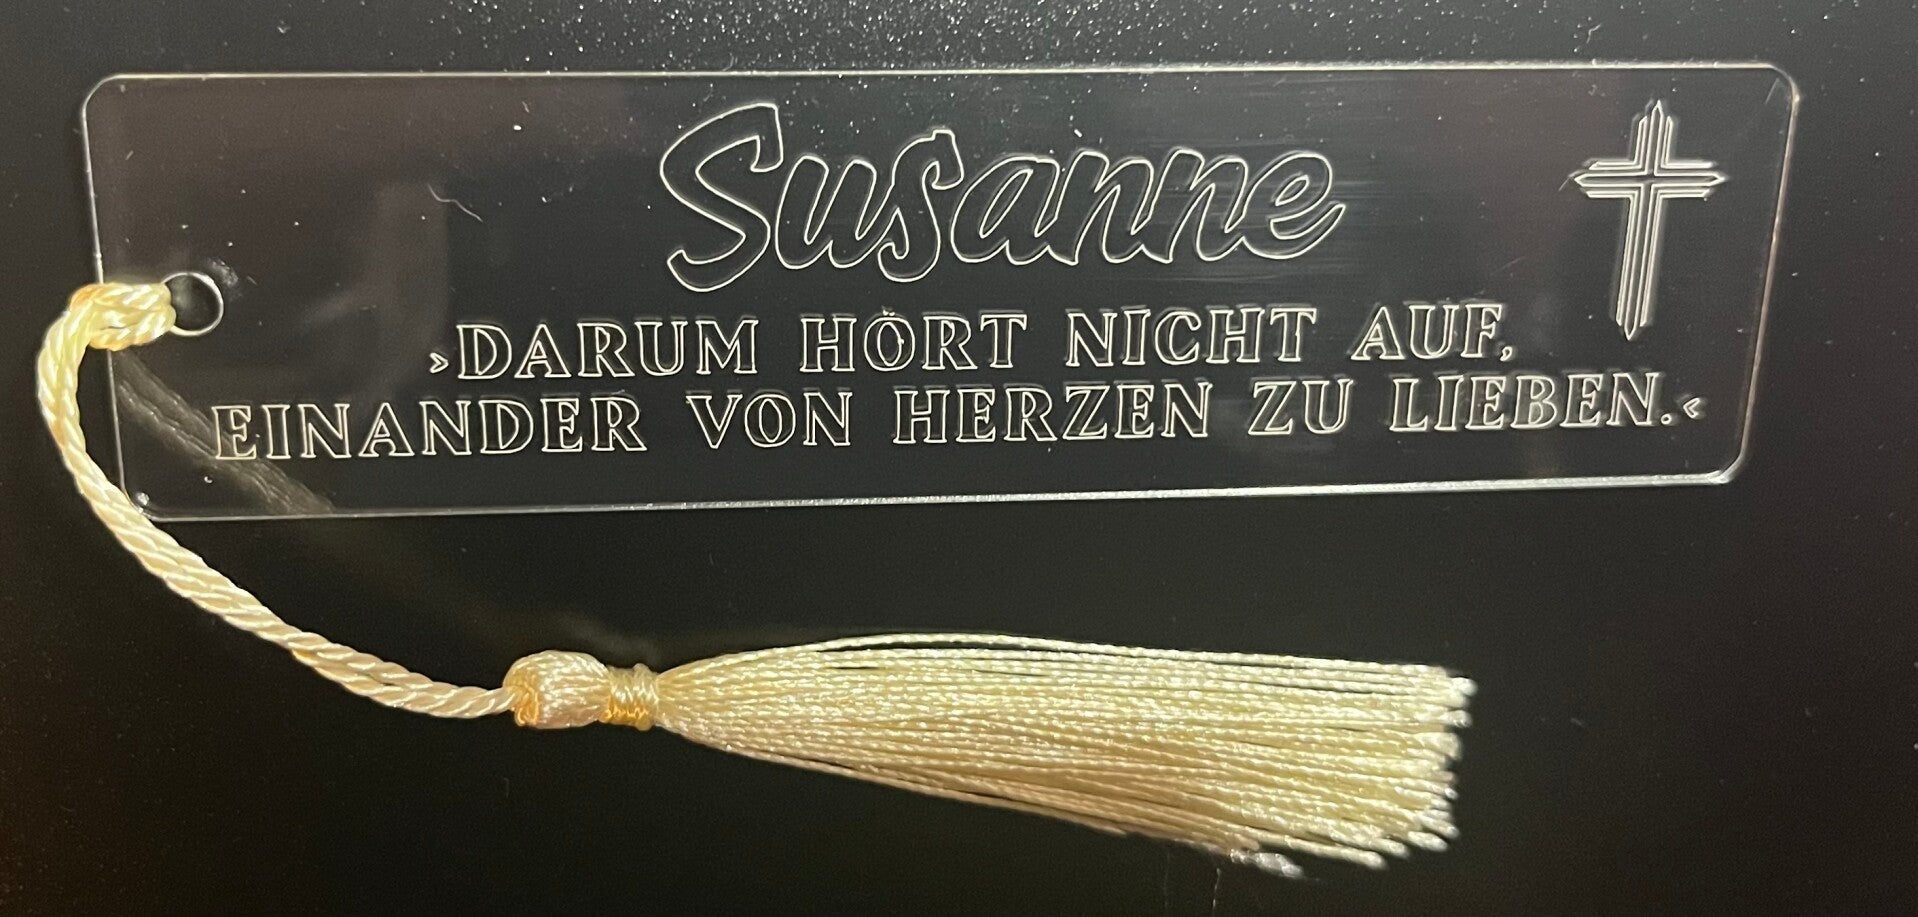 Susanne
›DARUM HÖRT NICHT AUF,
EINANDER VON HERZEN ZU LIEBEN.‹